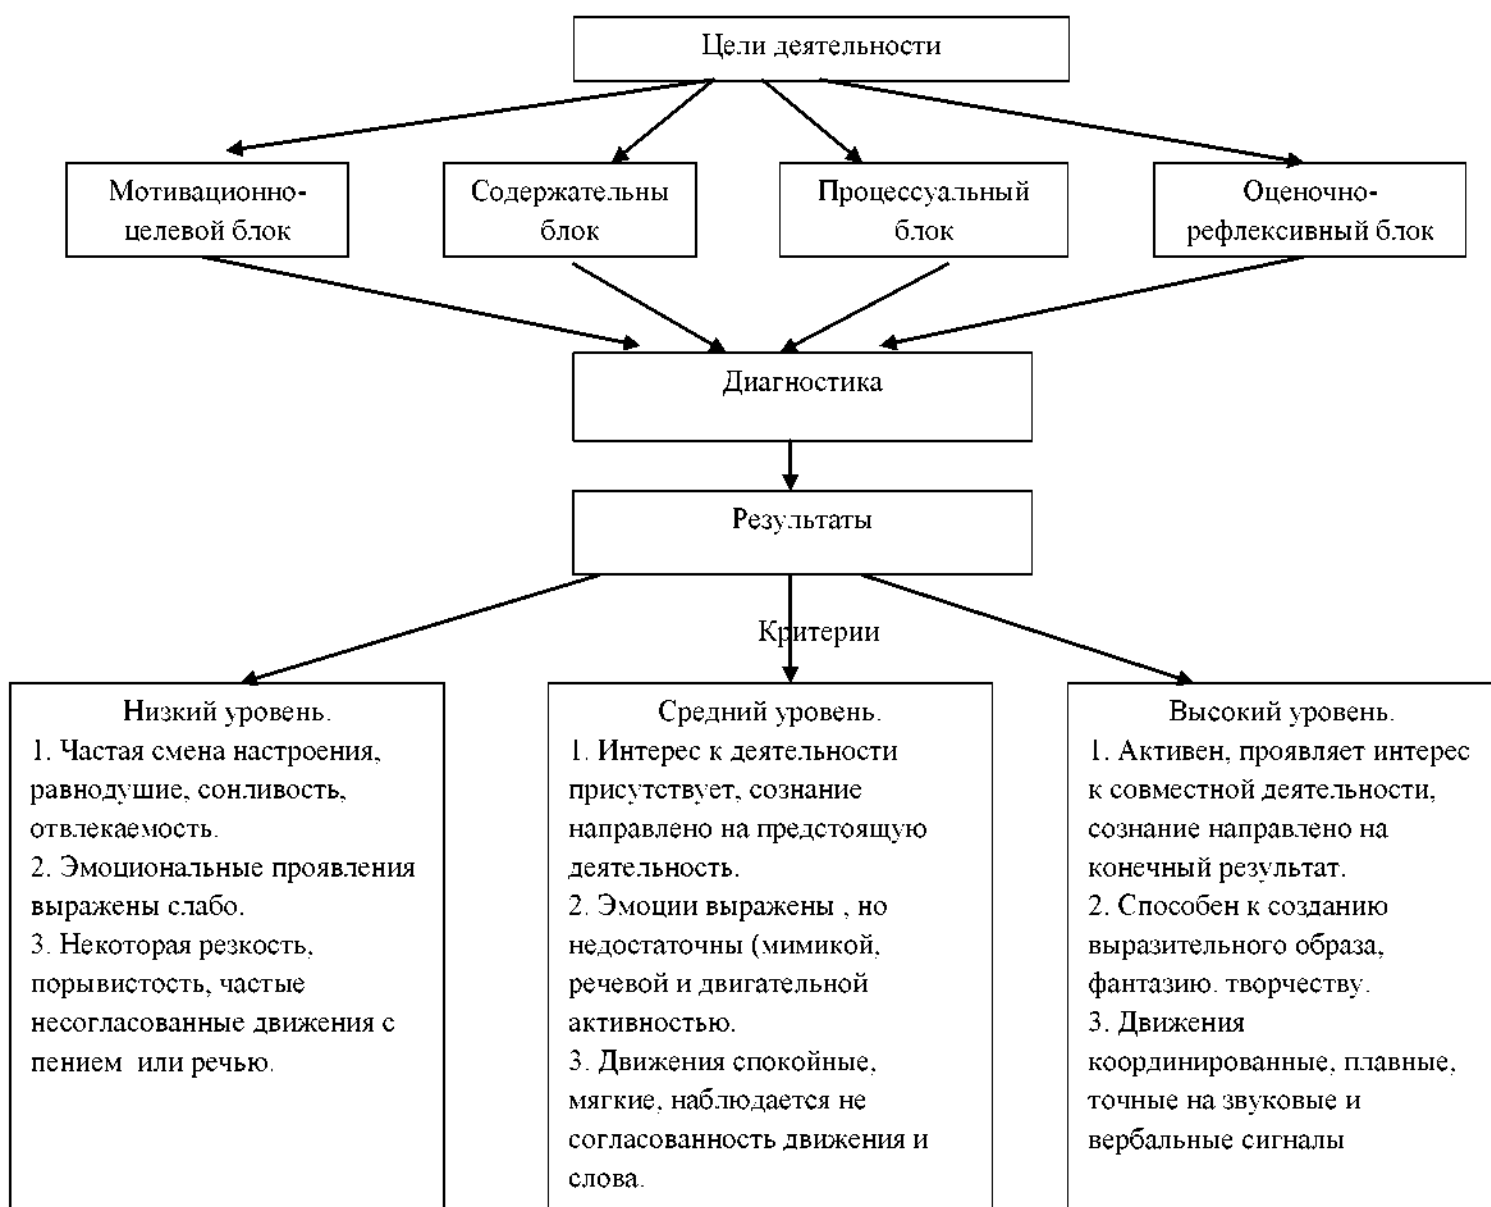 Цели деятельности
Мотивационно-
целевой блок
Содержательны
блок
Процессуальный
блок
Оценочно-
рефлексивный блок
Диагностика
Результаты
Критерии
Низкий уровень.
1. Частая смена настроения,
равнодушие, сонливость,
отвлекаемость.
2. Эмоциональные проявления
выражены слабо.
3. Некоторая резкость,
порывистость, частые
несогласованные движения с
пением или речью.
Средний уровень.
1. Интерес к деятельности
присутствует, сознание
направлено на предстоящую
деятельность.
2. Эмоции выражены , но
недостаточны (мимикой,
речевой и двигательной
активностью.
3. Движения спокойные,
мягкие, наблюдается не
согласованность движения и
слова.
Высокий уровень.
1. Активен, проявляет интерес
к совместной деятельности,
сознание направлено на
конечный результат.
2. Способен к созданию
выразительного образа,
фантазию. творчеству.
3. Движения
координированные, плавные,
точные на звуковые и
вербальные сигналы